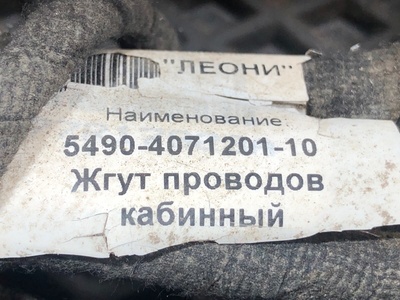 "ЛЕОНИ"
Наименование
5490-4071201-10
Жгут проводов
кабинный